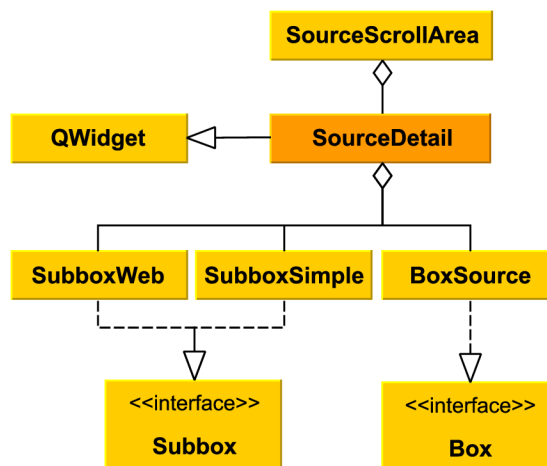 SourceScrollArea
QWidget
SourceDetail
SubboxWeb
SubboxSimple
BoxSource
<<interface>>
Subbox
<<interface>>
Box